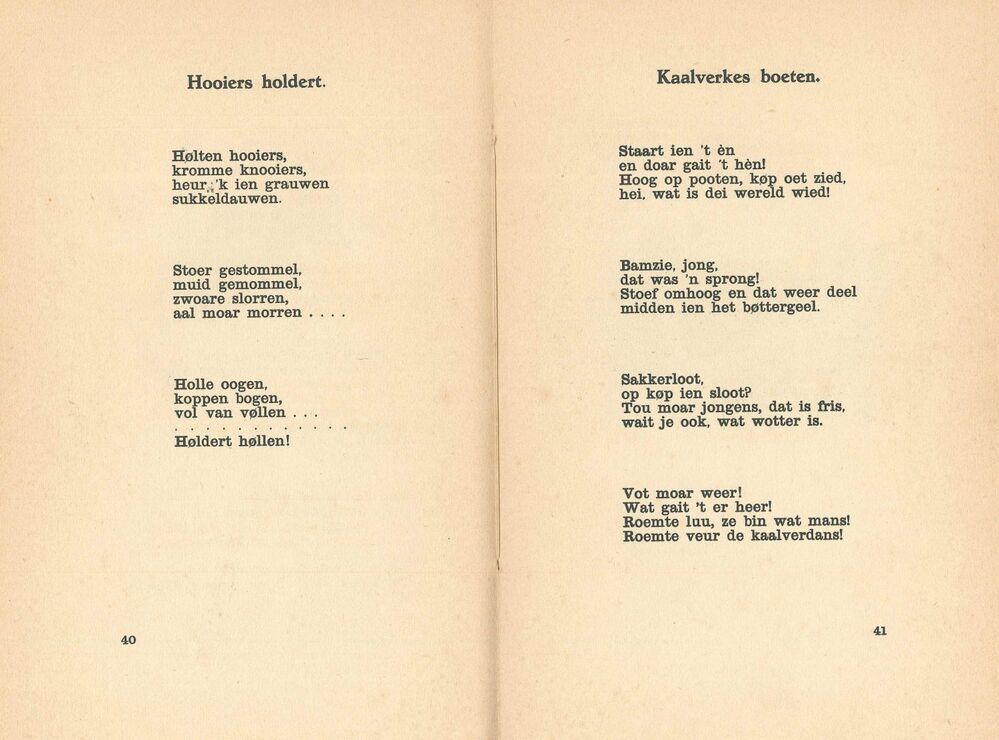 Hooiers holdert.
Hølten hooiers,
kromme knooiers,
heur 'k ien grauwen
sukkeldauwen.
Stoer gestommel,
muid gemommel,
zwoare slorren,
aal moar morren . . . .
Holle oogen,
koppen bogen,
vol van vøllen . . .
. . . . . . . . . . . .
Høldert høllen!
40
Kaalverkes boeten.
Staart ien 't èn
en doar gait 't hèn!
Hoog op pooten, køp oet zied,
hei, wat is dei wereld wied!
Bamzie, jong,
dat was 'n sprong!
Stoef omhoog en dat weer deel
midden ien het bøttergeel.
Sakkerloot,
op køp ien sloot?
Tou moar jongens, dat is fris,
wait je ook, wat wotter is.
Vot moar weer!
Wat gait 't er heer!
Roemte luu, ze bin wat mans!
Roemte veur de kaalverdans!
41